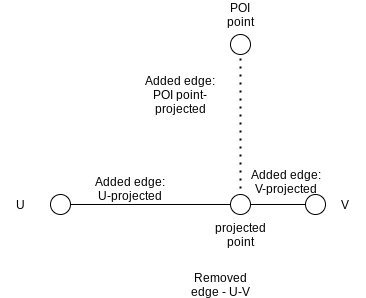 POI
point
Added edge:
POI point-
projected
Added edge:
U-projected
Added edge:
V-projected
U
V
projected
point
Removed
edge - U-V